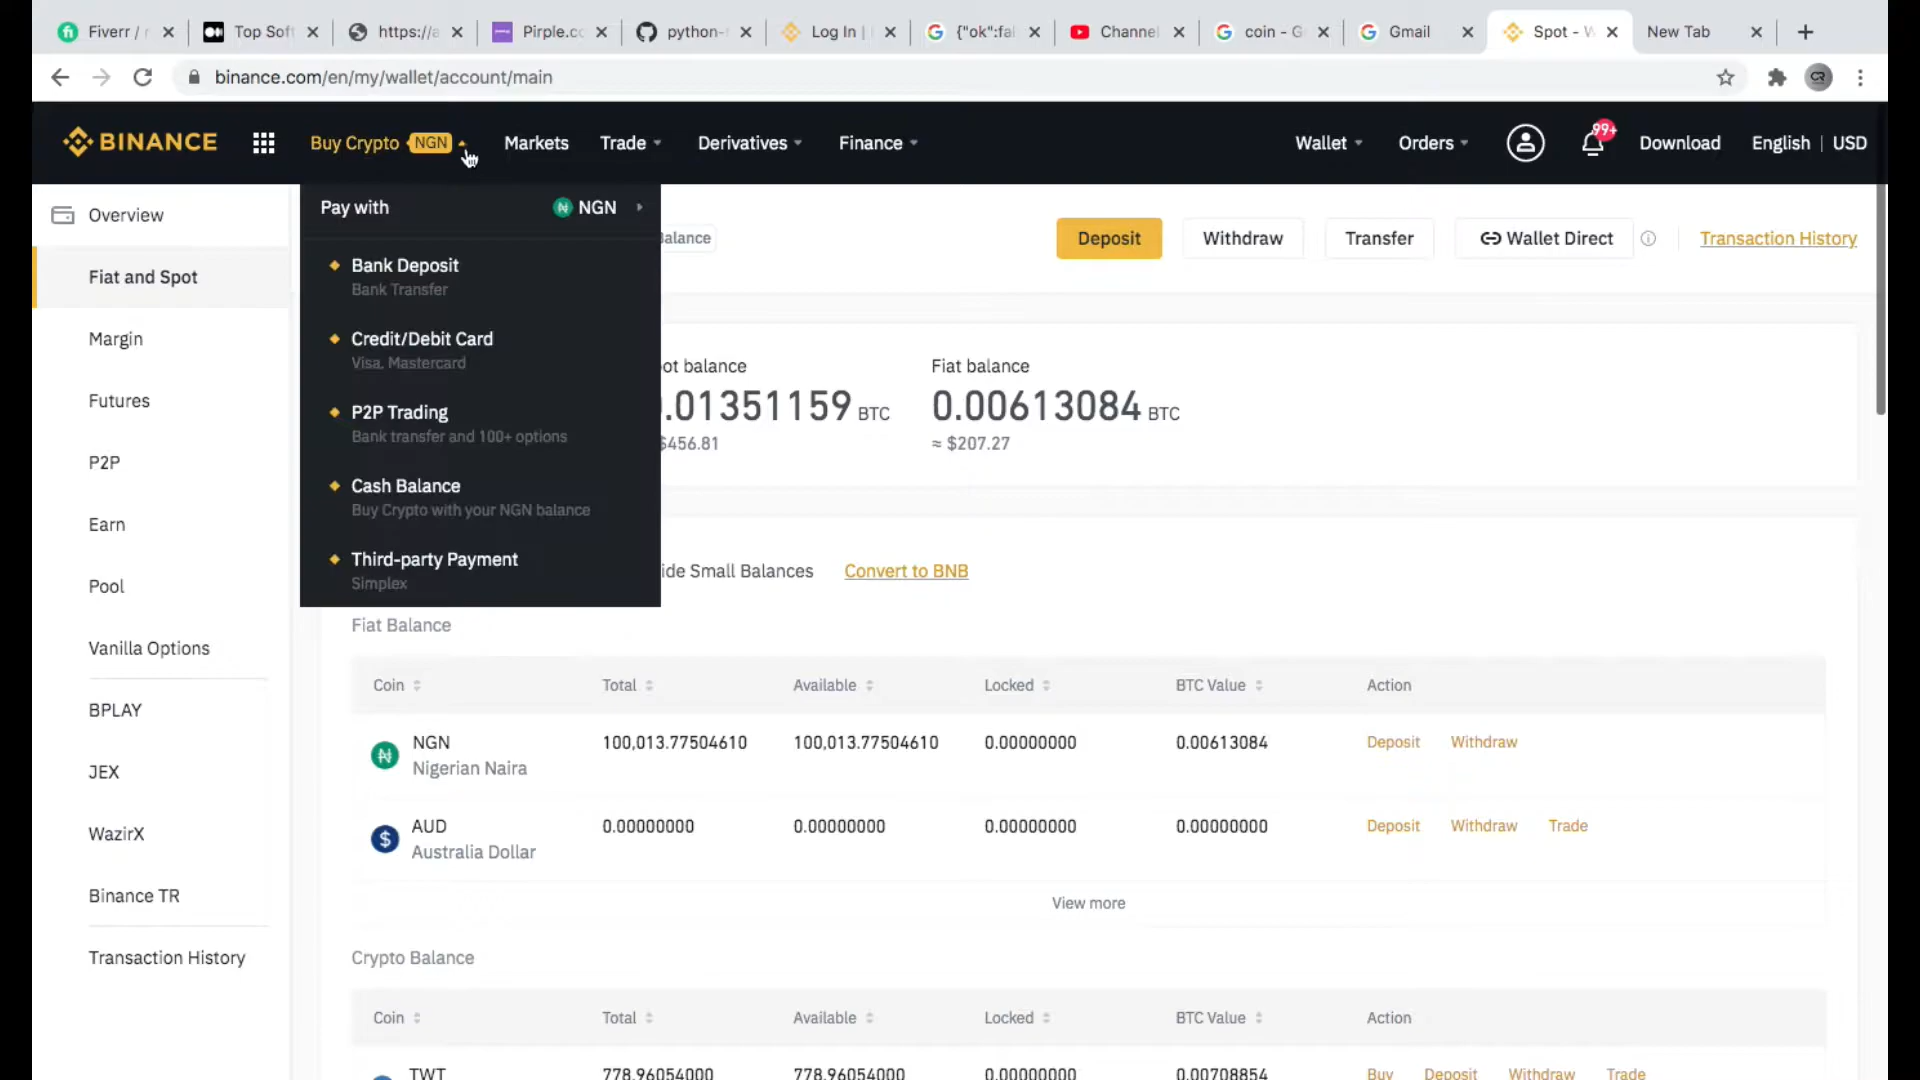 Fiverr /
Top Soft
https://a
Pirple.co
python-
Log In |
{"ok":fal
Channel
coin - G
Gmail
Spot - W
New Tab
binance.com/en/my/wallet/account/main
CR
BINANCE
Buy Crypto NGN
Markets
Trade
Derivatives
Finance
Wallet
Orders
99+
Download
English | USD
Overview
Fiat and Spot
Margin
Futures
P2P
Earn
Pool
Vanilla Options
BPLAY
JEX
WazirX
Binance TR
Transaction History
Pay with NGN
Bank Deposit
Bank Transfer
Credit/Debit Card
Visa, Mastercard
P2P Trading
Bank transfer and 100+ options
Cash Balance
Buy Crypto with your NGN balance
Third-party Payment
Simplex
alance
Deposit
Withdraw
Transfer
Wallet Direct
Transaction History
ot balance
.01351159 BTC
$456.81
Fiat balance
0.00613084 BTC
≈ $207.27
ide Small Balances
Convert to BNB
Fiat Balance
Coin Total Available Locked BTC Value Action
NGN 100,013.77504610 100,013.77504610 0.00000000 0.00613084 Deposit Withdraw
Nigerian Naira
AUD 0.00000000 0.00000000 0.00000000 0.00000000 Deposit Withdraw Trade
Australia Dollar
View more
Crypto Balance
Coin Total Available Locked BTC Value Action
TWT 778.96054000 778.96054000 0.00000000 0.00708854 Buy Deposit Withdraw Trade